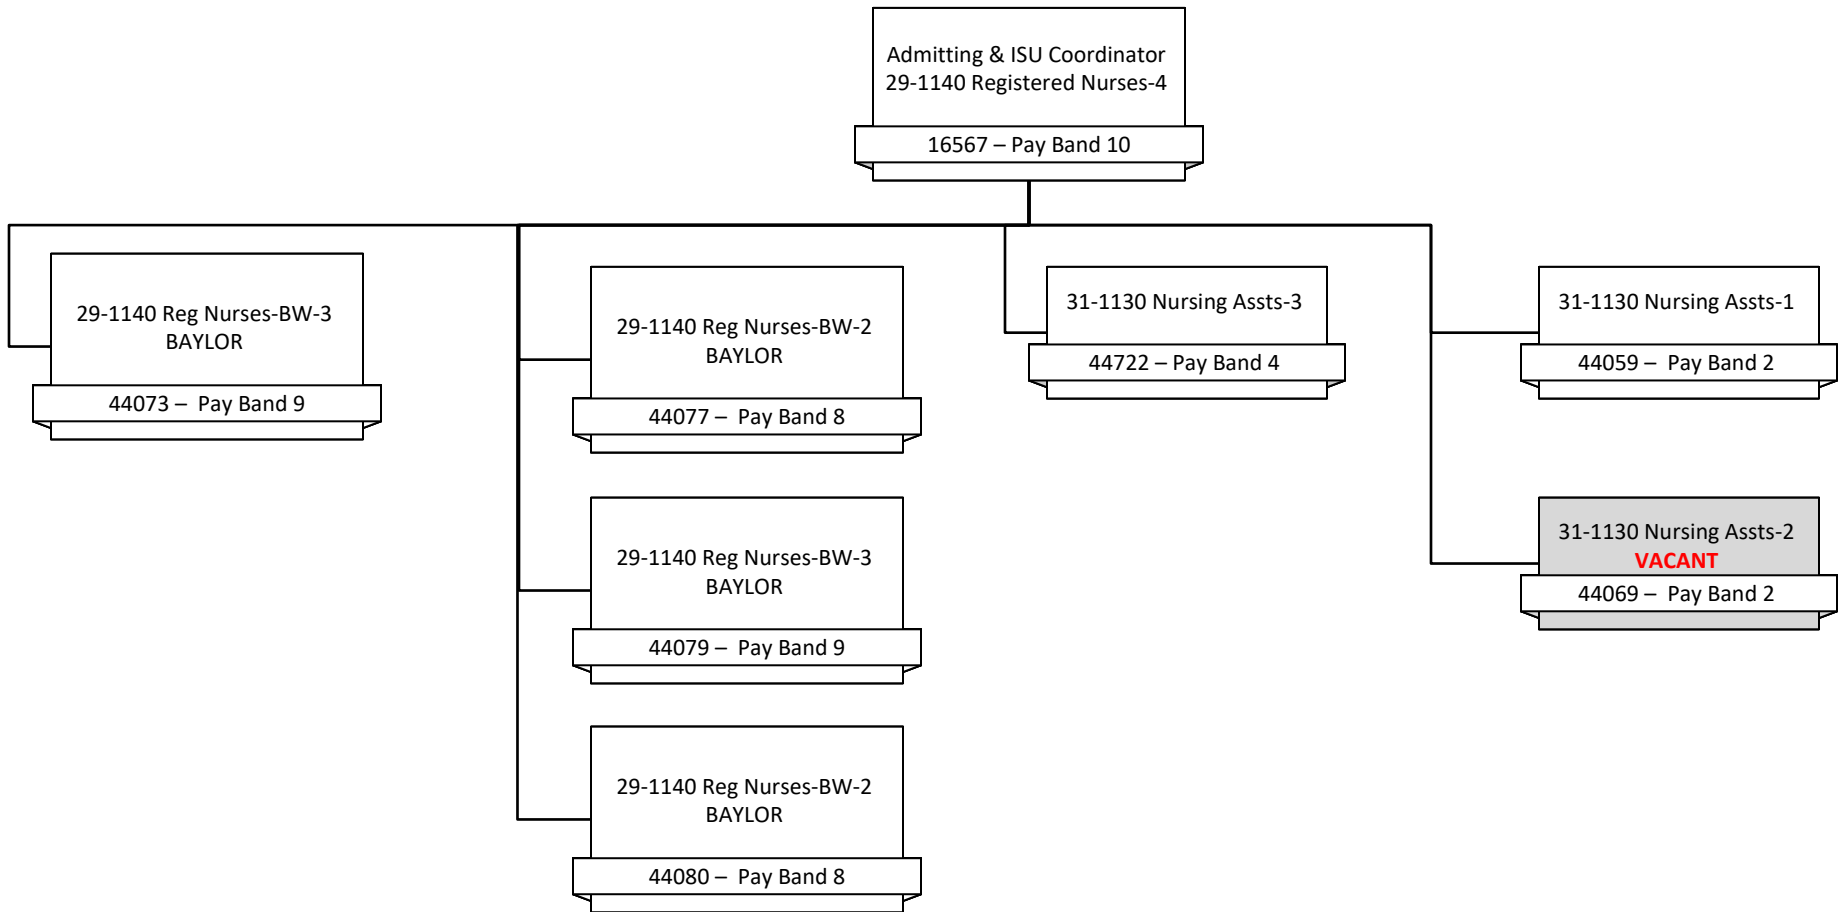 Admitting & ISU Coordinator
29-1140 Registered Nurses-4
16567 – Pay Band 10
29-1140 Reg Nurses-BW-3
BAYLOR
44073 –  Pay Band 9
29-1140 Reg Nurses-BW-2
BAYLOR
44077 –  Pay Band 8
29-1140 Reg Nurses-BW-3
BAYLOR
44079 –  Pay Band 9
29-1140 Reg Nurses-BW-2
BAYLOR
44080 –  Pay Band 8
31-1130 Nursing Assts-3
44722 – Pay Band 4
31-1130 Nursing Assts-1
44059 –  Pay Band 2
31-1130 Nursing Assts-2
VACANT
44069 –  Pay Band 2